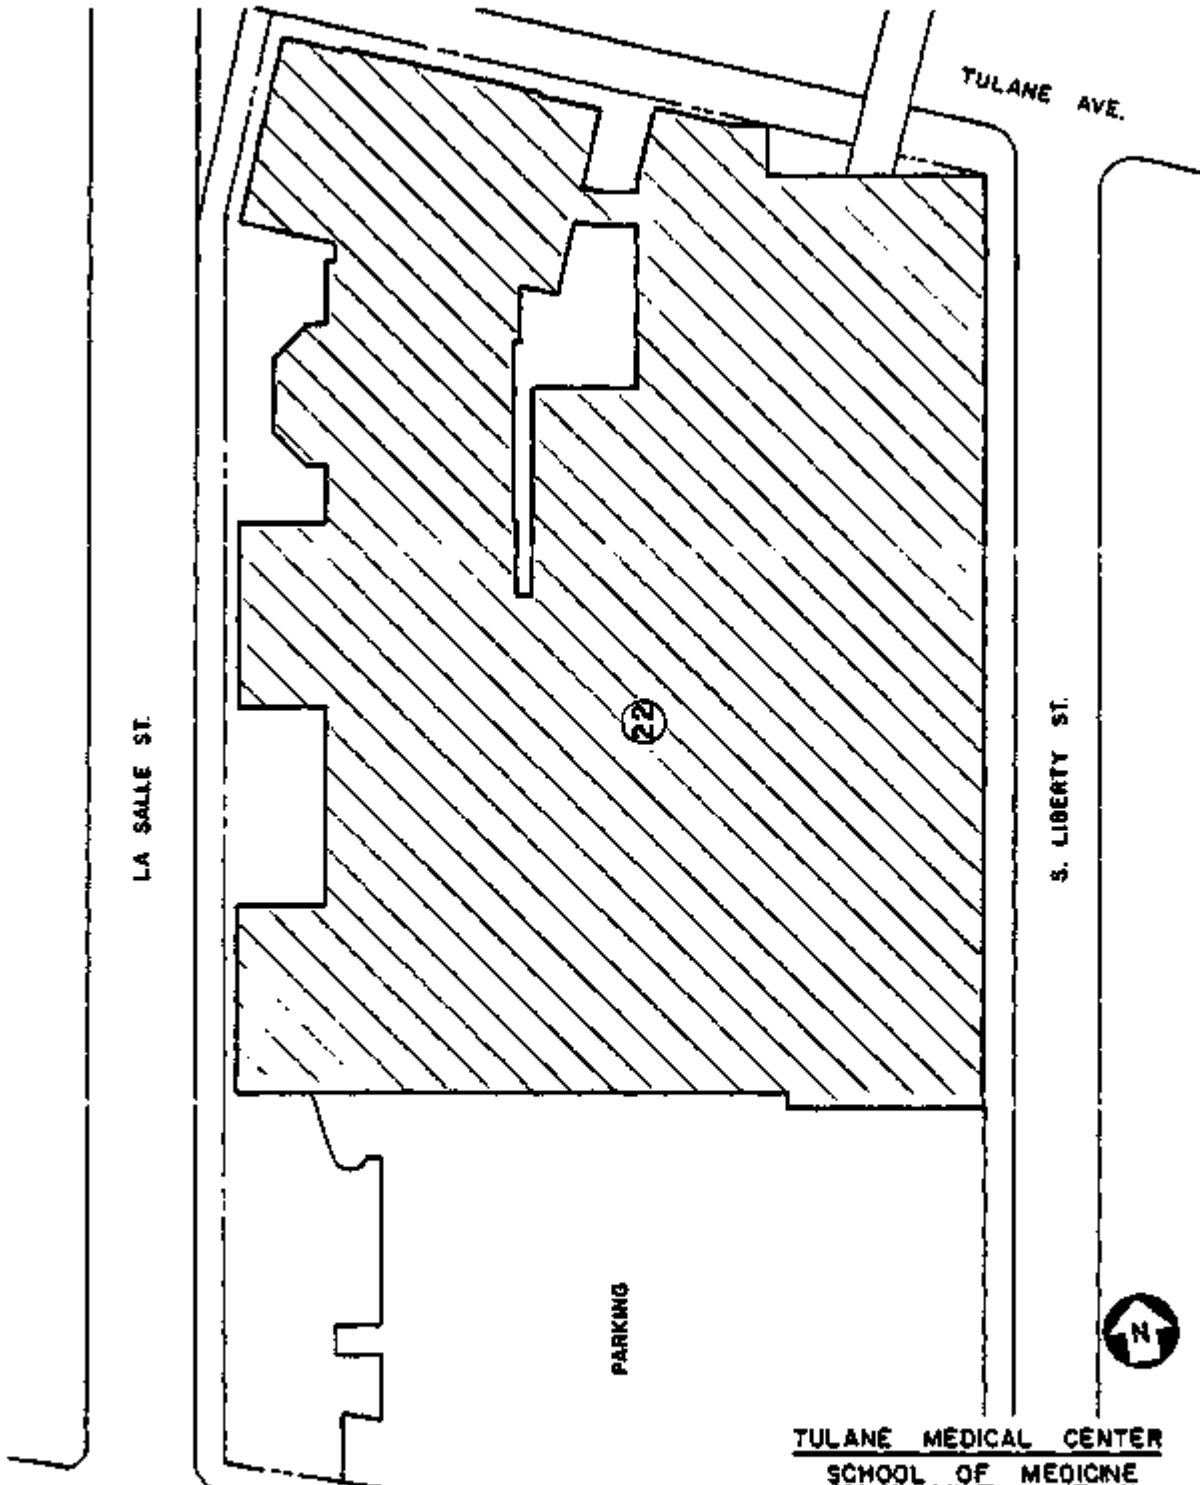 TULANE AVE.
LA SALLE ST.
S. LIBERTY ST.
22
PARKING
N
TULANE MEDICAL CENTER
SCHOOL OF MEDICINE